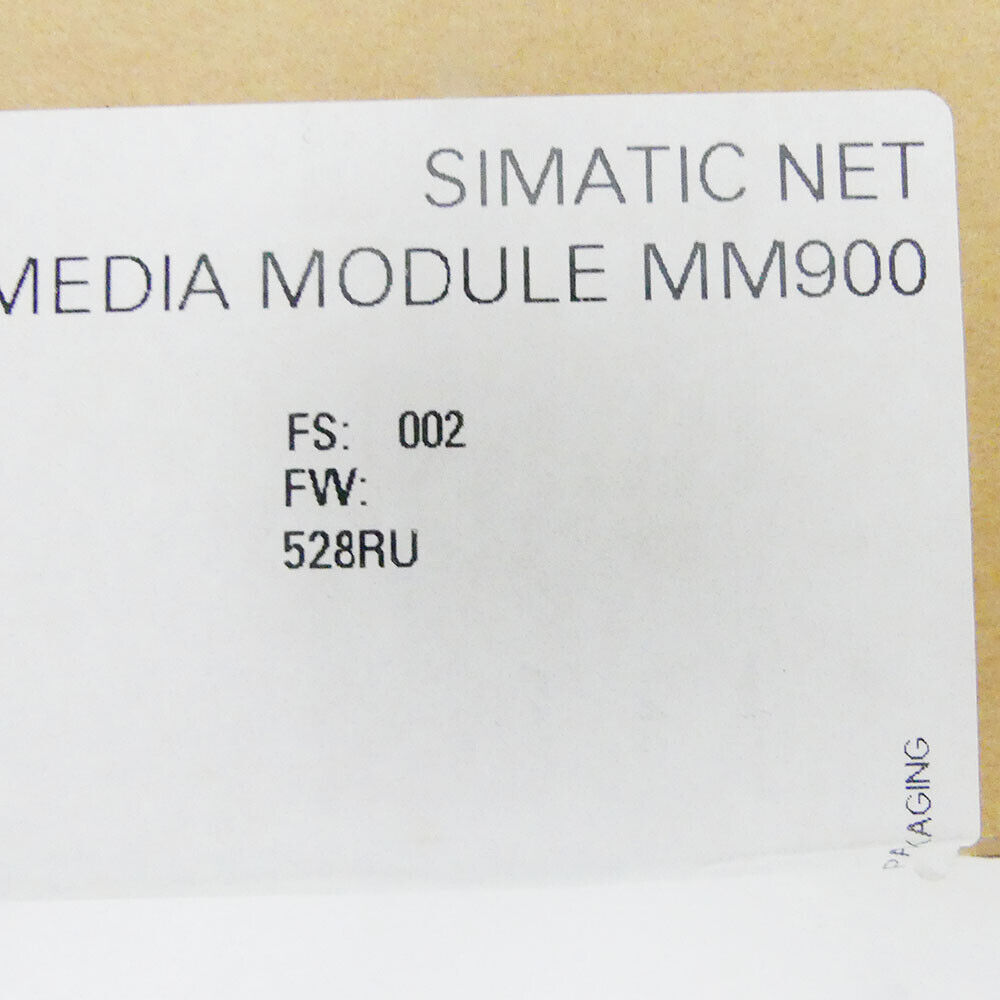 SIMATIC NET
MEDIA MODULE MM900
FS: 002
FW:
528RU